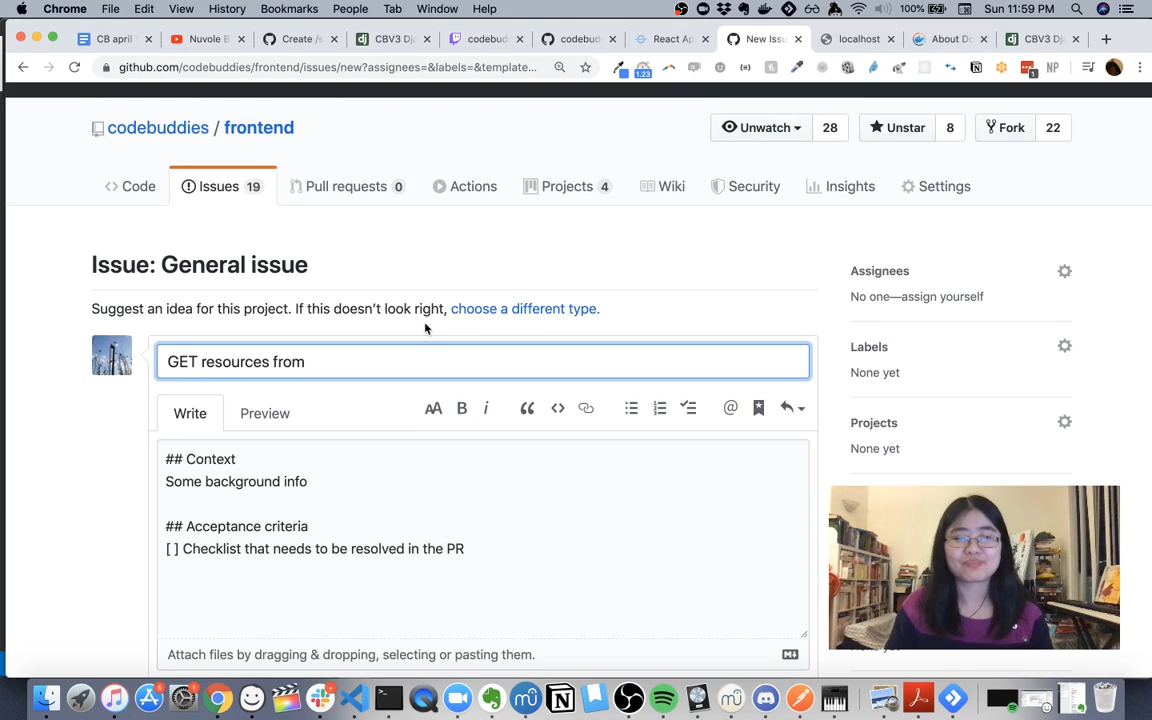 Chrome File Edit View History Bookmarks People Tab Window Help 100% Sun 11:59 PM
CB april Nuvole B Create /s CBV3 Dj codebud codebud React Ap New Issu localhost About Do CBV3 Dj
github.com/codebuddies/frontend/issues/new?assignees=&labels=&template... 1.23 1 NP
codebuddies / frontend
Unwatch 28 Unstar 8 Fork 22
Code Issues 19 Pull requests 0 Actions Projects 4 Wiki Security Insights Settings
Issue: General issue
Suggest an idea for this project. If this doesn't look right, choose a different type.
GET resources from
Write Preview AA B i @
## Context
Some background info
## Acceptance criteria
[ ] Checklist that needs to be resolved in the PR
Attach files by dragging & dropping, selecting or pasting them.
Assignees
No one—assign yourself
Labels
None yet
Projects
None yet